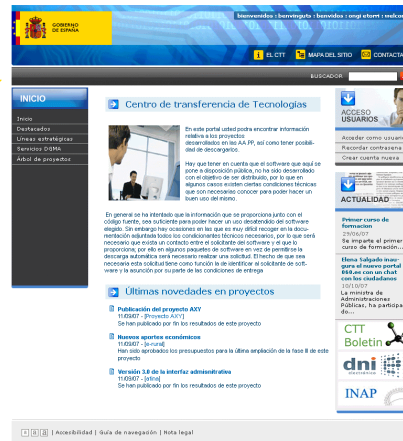 bienvenidos : benvinguts : benvidos : ongi etorri : welcom
GOBIERNO
DE ESPAÑA
EL CTT
MAPA DEL SITIO
CONTACTA
BUSCADOR
INICIO
Inicio
Destacados
Líneas estratégicas
Servicios DGMA
Árbol de proyectos
Centro de transferencia de Tecnologías
En este portal usted podra encontrar información
relativa a los proyectos
desarrollados en las AA.PP, así como tener posibili-
dad de descargarlos.
Hay que tener en cuenta que el software que aquí se
pone a disposición pública, no ha sido desarrollado
con el objetivo de ser distribuido, por lo que en
algunos casos existen ciertas condiciones técnicas
que son necesarias conocer para poder hacer un
buen uso del mismo.
En general se ha intentado que la información que se proporciona junto con el
código fuente, sea suficiente para poder hacer un uso desatendido del software
elegido. Sin embargo hay ocasiones en las que es muy difícil recoger en la docu-
mentación adjuntada todos los condicionantes técnicos necesarios, por lo que será
necesario que exista un contacto entre el solicitante del software y el que lo
proporciona; por ello en algunos paquetes de software en vez de permitirse la
descarga automática será necesario realizar una solicitud. El hecho de que sea
necesaria esta solicitud tiene como función la de identificar al solicitante de soft-
ware y la asunción por su parte de las condiciones de entrega
Últimas novedades en proyectos
Publicación del proyecto AXY
11/09/07 - [Proyecto AXY]
Se han publicado por fin los resultados de este proyecto
Nuevos aportes económicos
11/09/07 - [e-rural]
Han sido aprobados los presupuestos para la última ampliación de la fase III de este
proyecto
Versión 3.0 de la interfaz administrativa
11/09/07 - [afina]
Se han publicado por fin los resultados de este proyecto
ACCESO
USUARIOS
Acceder como usuario
Recordar contrasena
Crear cuenta nueva
ACTUALIDAD
Primer curso de
formacion
29/06/07
Se imparte el primer
curso de formación...
Elena Salgado inau-
gura el nuevo portal
060.es con un chat
con los ciudadanos
10/10/07
La ministra de
Administraciones
Públicas, ha participa-
do...
CTT
Boletín
dni e
electrónico
INAP
a a a | Accesibilidad | Guía de navegación | Nota legal